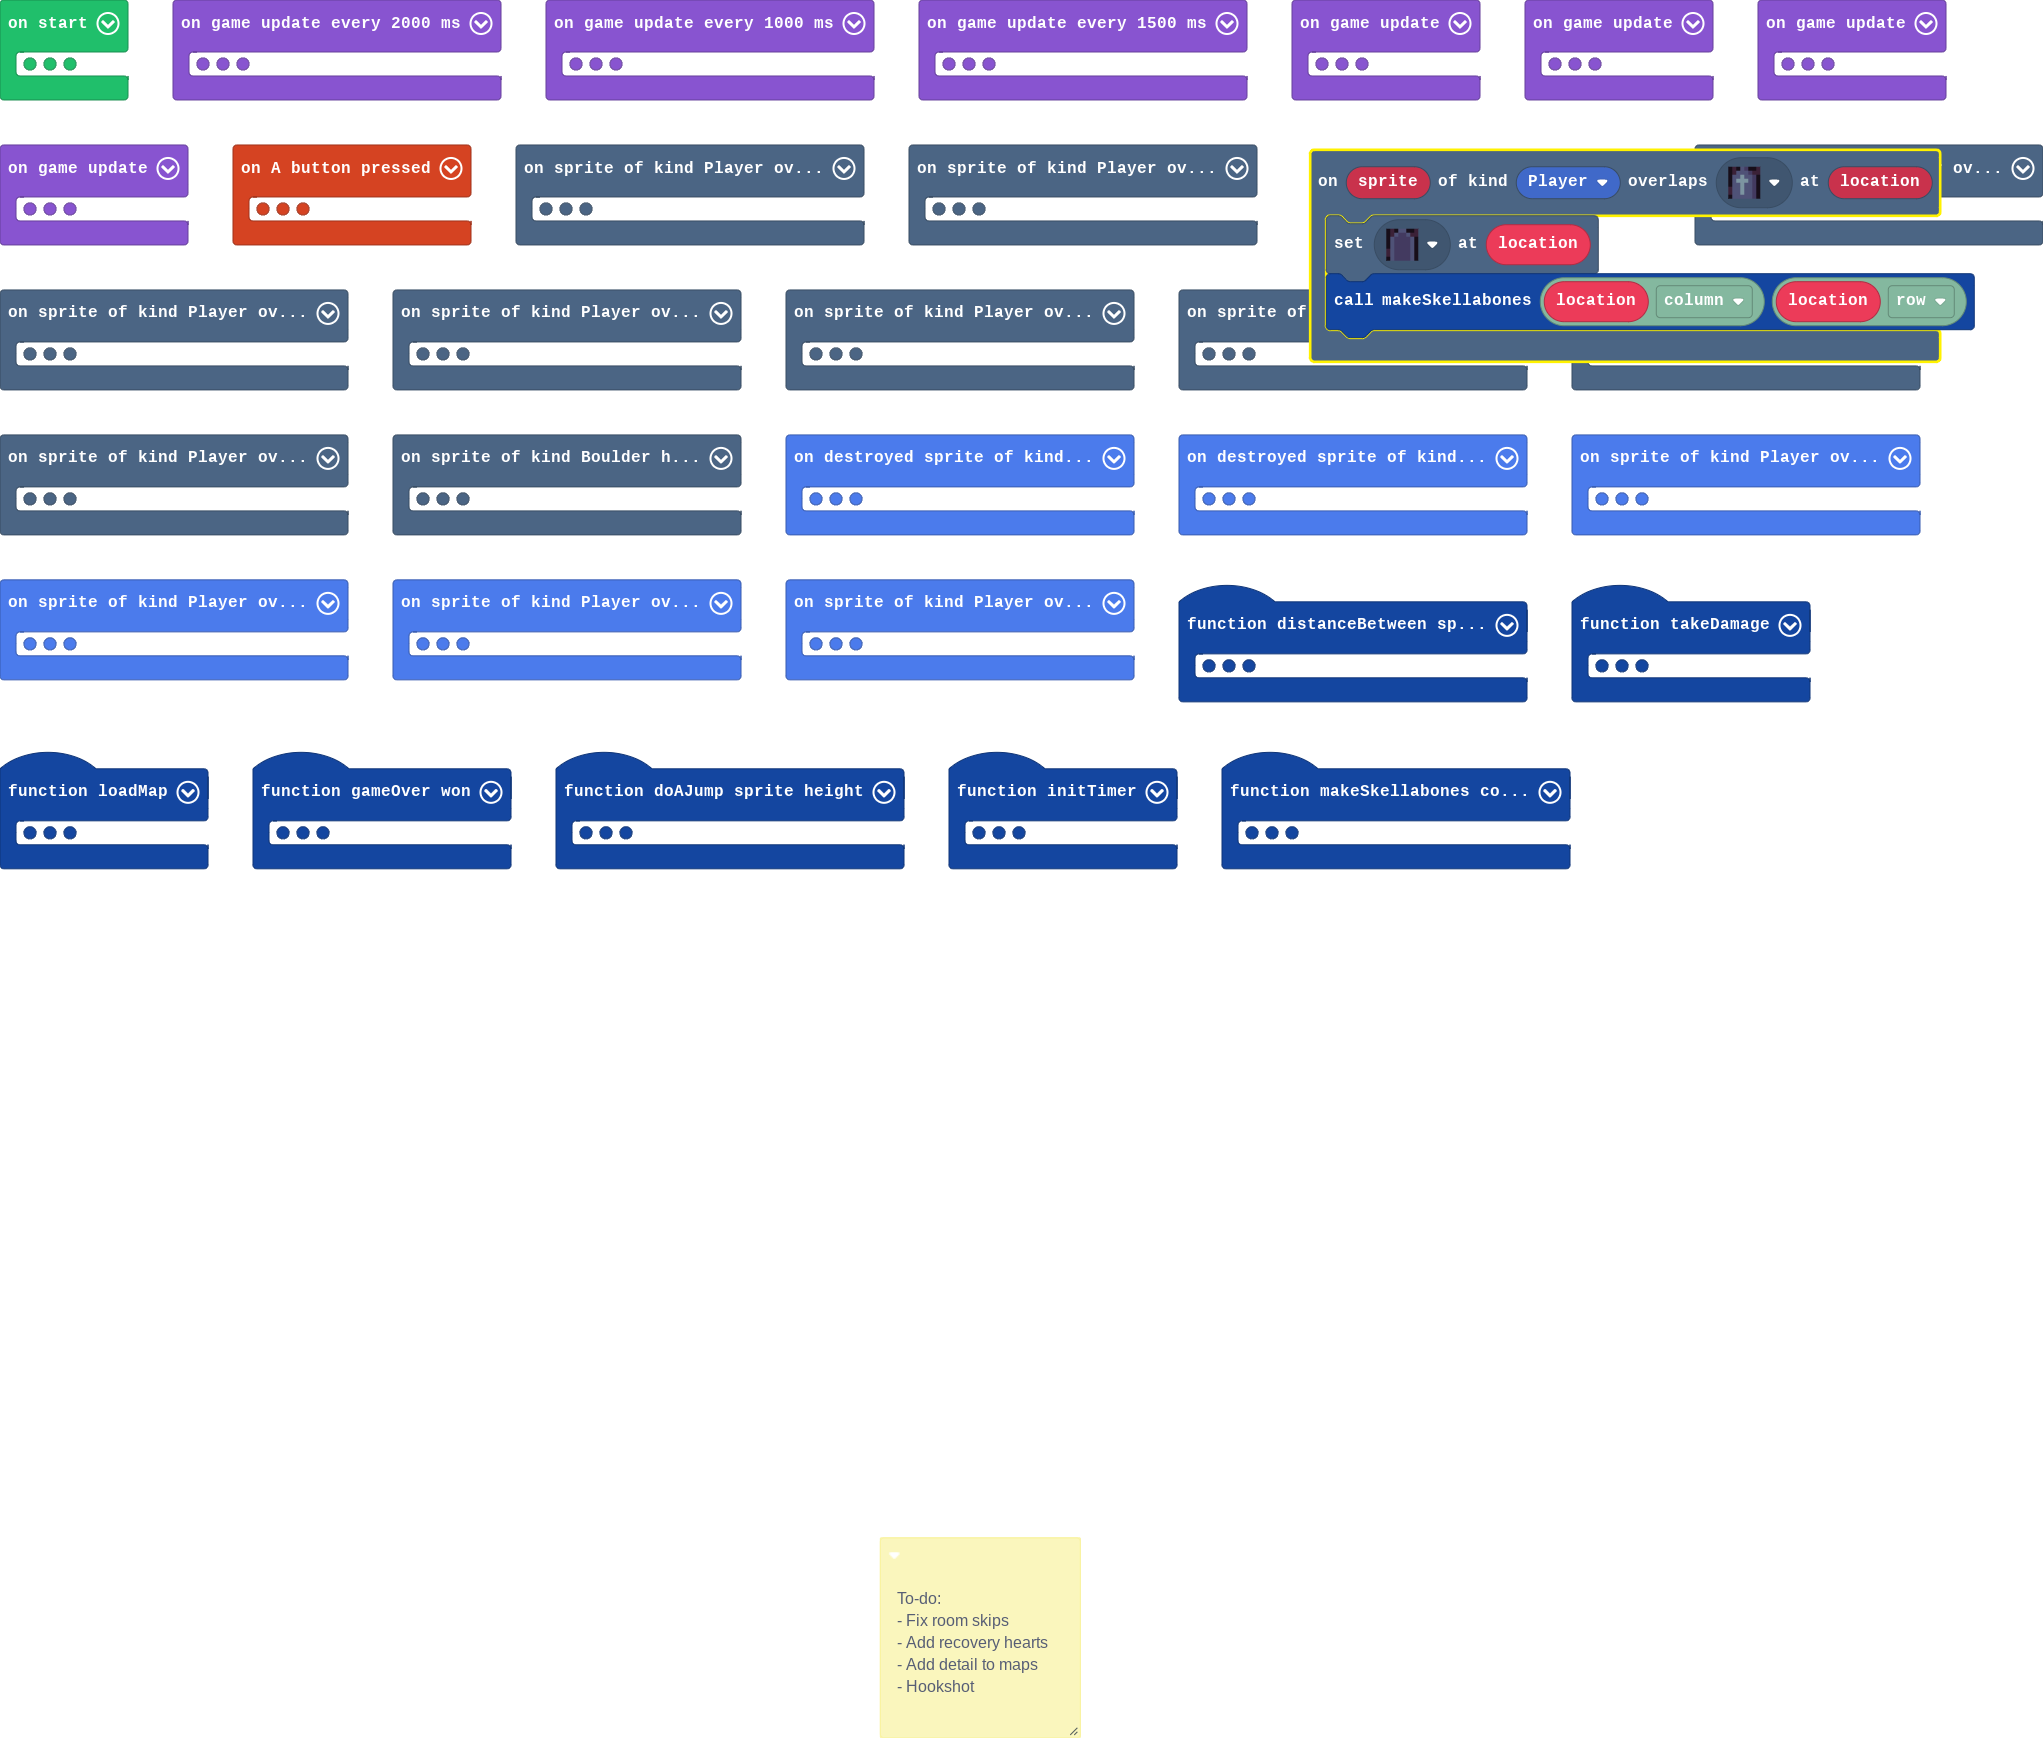 on start
on game update every 2000 ms
on game update every 1000 ms
on game update every 1500 ms
on game update
on game update
on game update
on game update
on A button pressed
on sprite of kind Player ov...
on sprite of kind Player ov...
on sprite of kind Player overlaps at location
ov...
set at location
call makeSkellabones location column location row
on sprite of kind Player ov...
on sprite of kind Player ov...
on sprite of kind Player ov...
on sprite of
on sprite of kind Player ov...
on sprite of kind Boulder h...
on destroyed sprite of kind...
on destroyed sprite of kind...
on sprite of kind Player ov...
on sprite of kind Player ov...
on sprite of kind Player ov...
on sprite of kind Player ov...
function distanceBetween sp...
function takeDamage
function loadMap
function gameOver won
function doAJump sprite height
function initTimer
function makeSkellabones co...
To-do:
- Fix room skips
- Add recovery hearts
- Add detail to maps
- Hookshot